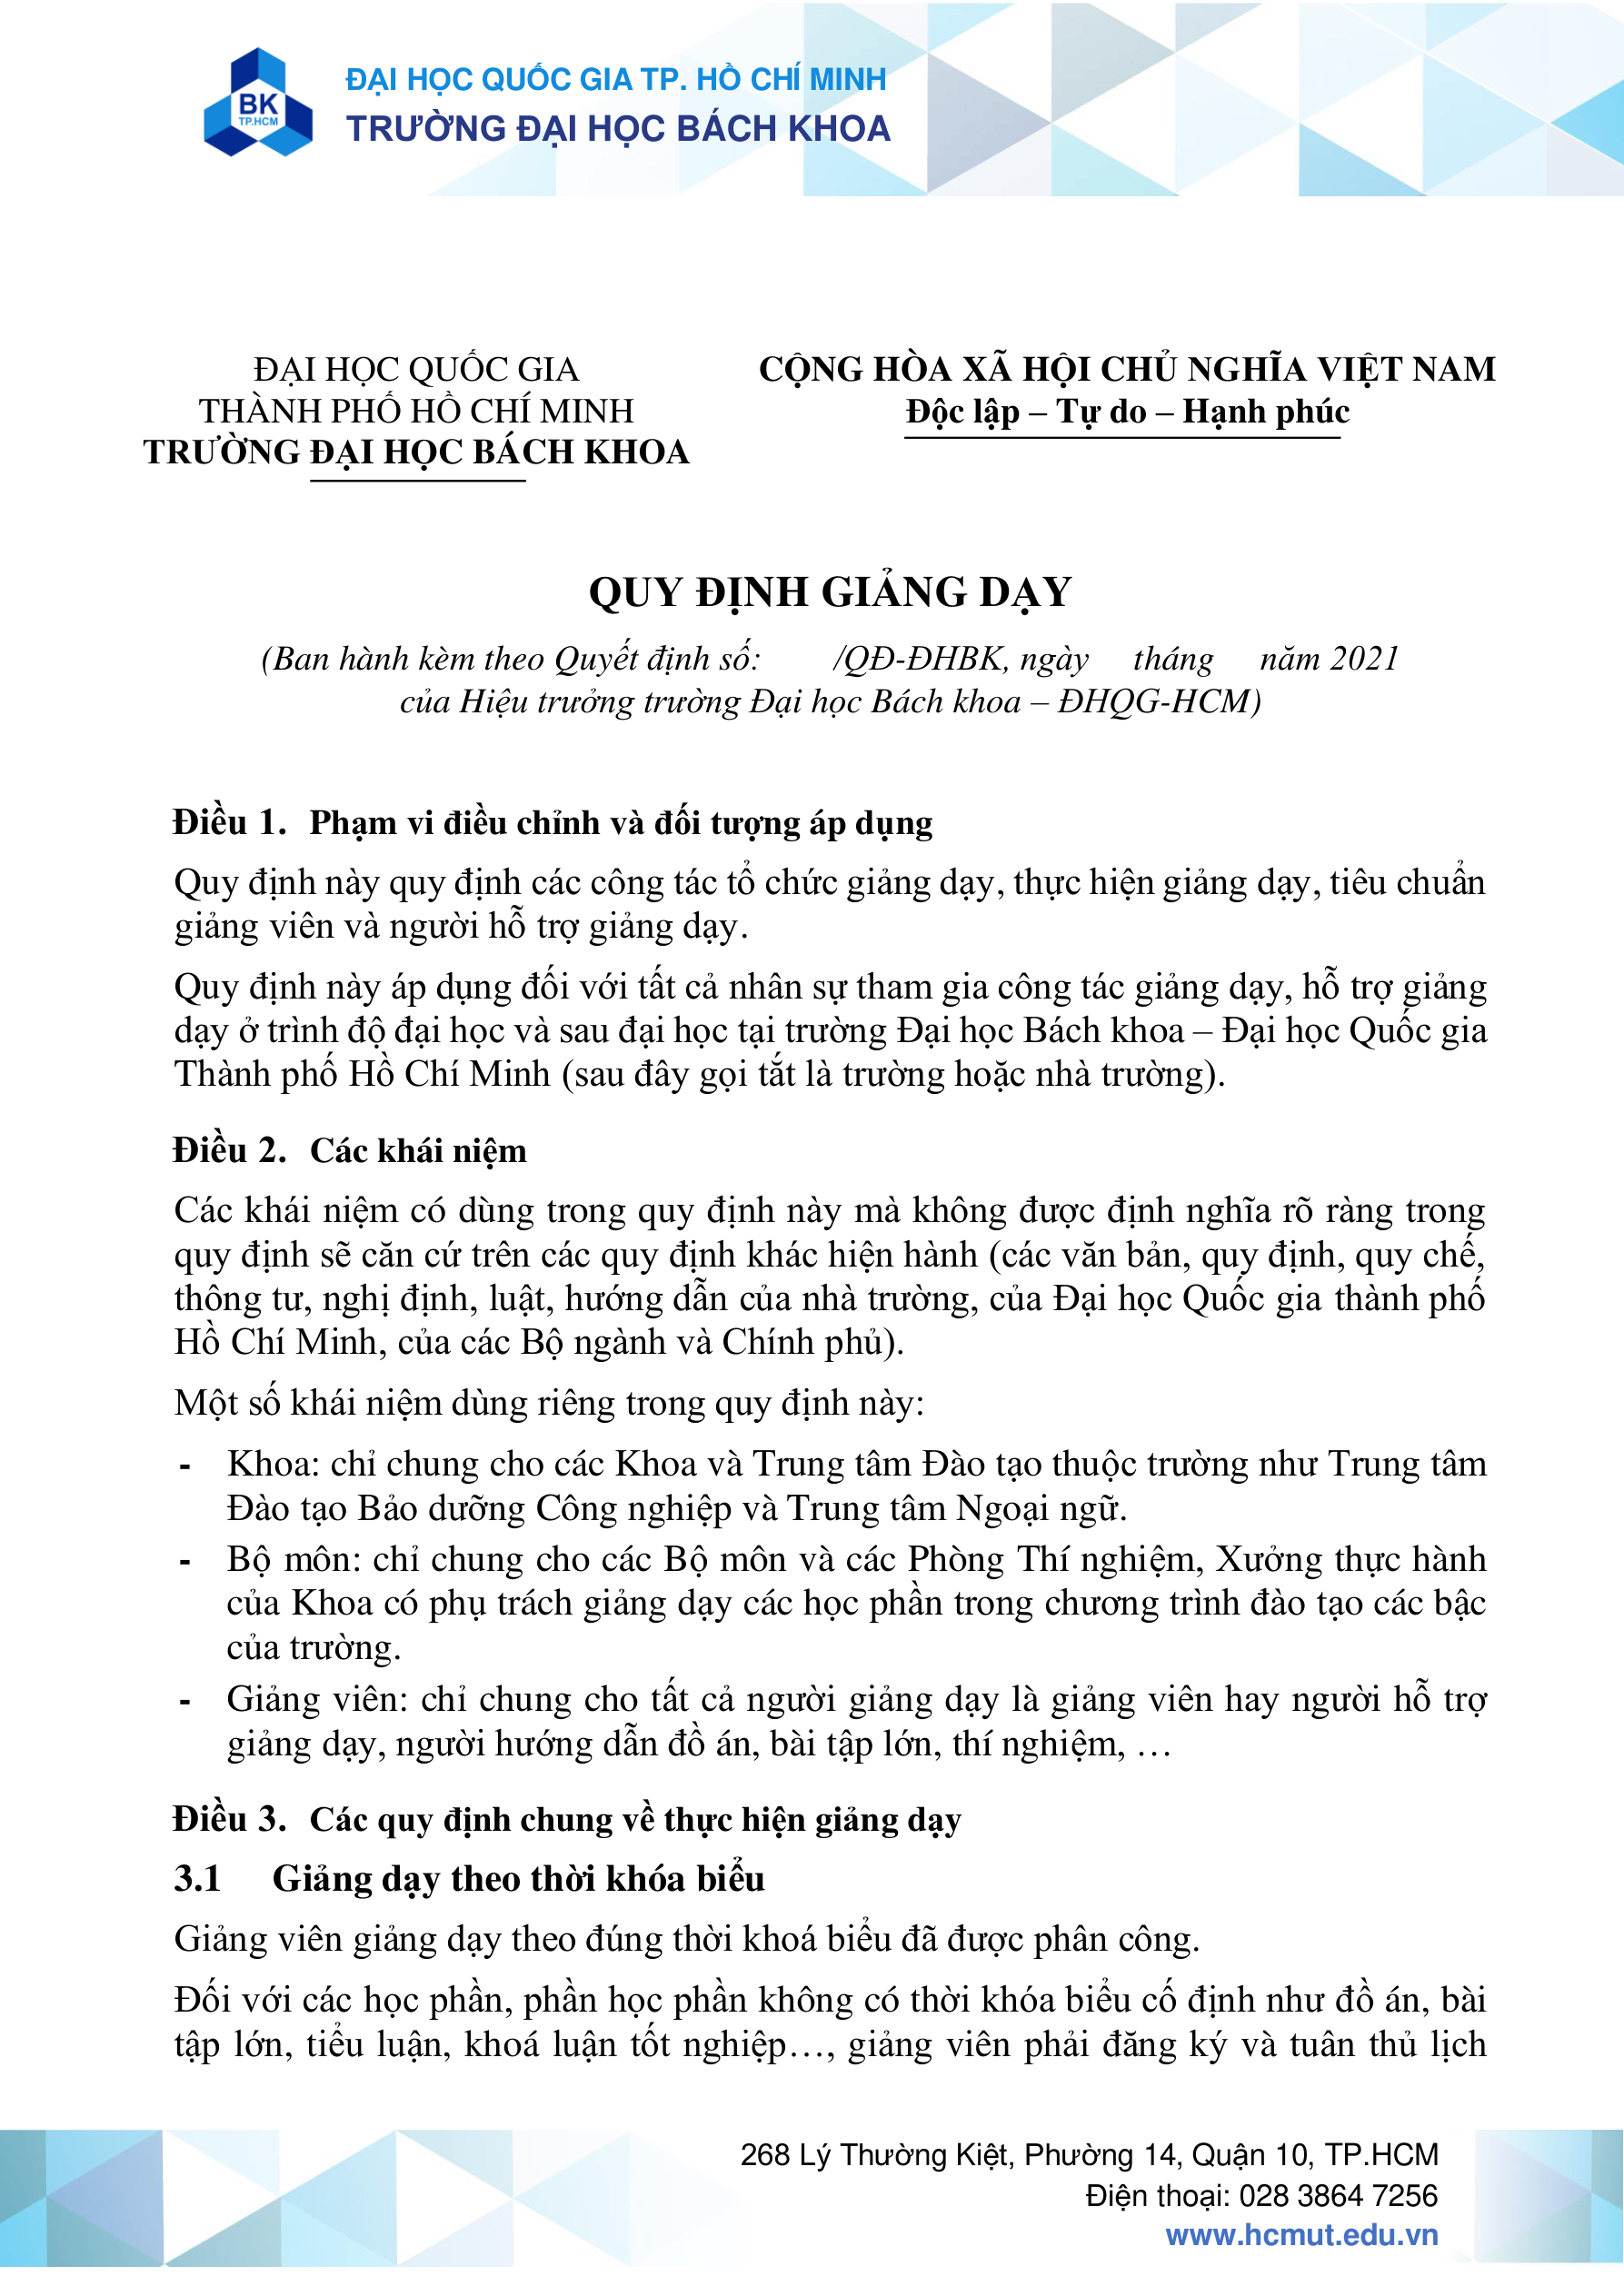 BK
TP.HCM
ĐẠI HỌC QUỐC GIA TP. HỒ CHÍ MINH
TRƯỜNG ĐẠI HỌC BÁCH KHOA
ĐẠI HỌC QUỐC GIA
THÀNH PHỐ HỒ CHÍ MINH
TRƯỜNG ĐẠI HỌC BÁCH KHOA
CỘNG HÒA XÃ HỘI CHỦ NGHĨA VIỆT NAM
Độc lập – Tự do – Hạnh phúc
QUY ĐỊNH GIẢNG DẠY
(Ban hành kèm theo Quyết định số: /QĐ-ĐHBK, ngày tháng năm 2021
của Hiệu trưởng trường Đại học Bách khoa – ĐHQG-HCM)
Điều 1. Phạm vi điều chỉnh và đối tượng áp dụng
Quy định này quy định các công tác tổ chức giảng dạy, thực hiện giảng dạy, tiêu chuẩn
giảng viên và người hỗ trợ giảng dạy.
Quy định này áp dụng đối với tất cả nhân sự tham gia công tác giảng dạy, hỗ trợ giảng
dạy ở trình độ đại học và sau đại học tại trường Đại học Bách khoa – Đại học Quốc gia
Thành phố Hồ Chí Minh (sau đây gọi tắt là trường hoặc nhà trường).
Điều 2. Các khái niệm
Các khái niệm có dùng trong quy định này mà không được định nghĩa rõ ràng trong
quy định sẽ căn cứ trên các quy định khác hiện hành (các văn bản, quy định, quy chế,
thông tư, nghị định, luật, hướng dẫn của nhà trường, của Đại học Quốc gia thành phố
Hồ Chí Minh, của các Bộ ngành và Chính phủ).
Một số khái niệm dùng riêng trong quy định này:
- Khoa: chỉ chung cho các Khoa và Trung tâm Đào tạo thuộc trường như Trung tâm
Đào tạo Bảo dưỡng Công nghiệp và Trung tâm Ngoại ngữ.
- Bộ môn: chỉ chung cho các Bộ môn và các Phòng Thí nghiệm, Xưởng thực hành
của Khoa có phụ trách giảng dạy các học phần trong chương trình đào tạo các bậc
của trường.
- Giảng viên: chỉ chung cho tất cả người giảng dạy là giảng viên hay người hỗ trợ
giảng dạy, người hướng dẫn đồ án, bài tập lớn, thí nghiệm, …
Điều 3. Các quy định chung về thực hiện giảng dạy
3.1 Giảng dạy theo thời khóa biểu
Giảng viên giảng dạy theo đúng thời khoá biểu đã được phân công.
Đối với các học phần, phần học phần không có thời khóa biểu cố định như đồ án, bài
tập lớn, tiểu luận, khoá luận tốt nghiệp…, giảng viên phải đăng ký và tuân thủ lịch
268 Lý Thường Kiệt, Phường 14, Quận 10, TP.HCM
Điện thoại: 028 3864 7256
www.hcmut.edu.vn